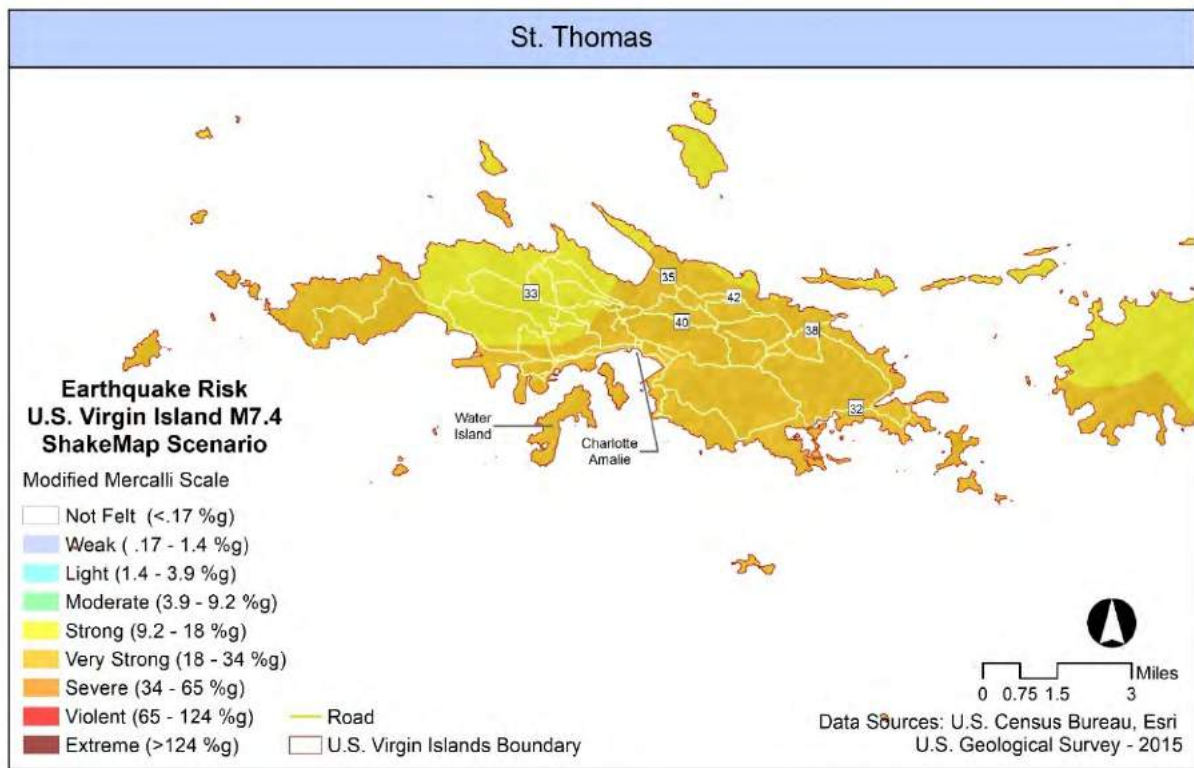 St. Thomas
33
35
42
40
38
32
Water
Island
Charlotte
Amalie
Earthquake Risk
U.S. Virgin Island M7.4
ShakeMap Scenario
Modified Mercalli Scale
Not Felt (<.17 %g)
Weak ( .17 - 1.4 %g)
Light (1.4 - 3.9 %g)
Moderate (3.9 - 9.2 %g)
Strong (9.2 - 18 %g)
Very Strong (18 - 34 %g)
Severe (34 - 65 %g)
Violent (65 - 124 %g)
Extreme (>124 %g)
Road
U.S. Virgin Islands Boundary
Miles
0 0.75 1.5 3
Data Sources: U.S. Census Bureau, Esri
U.S. Geological Survey - 2015